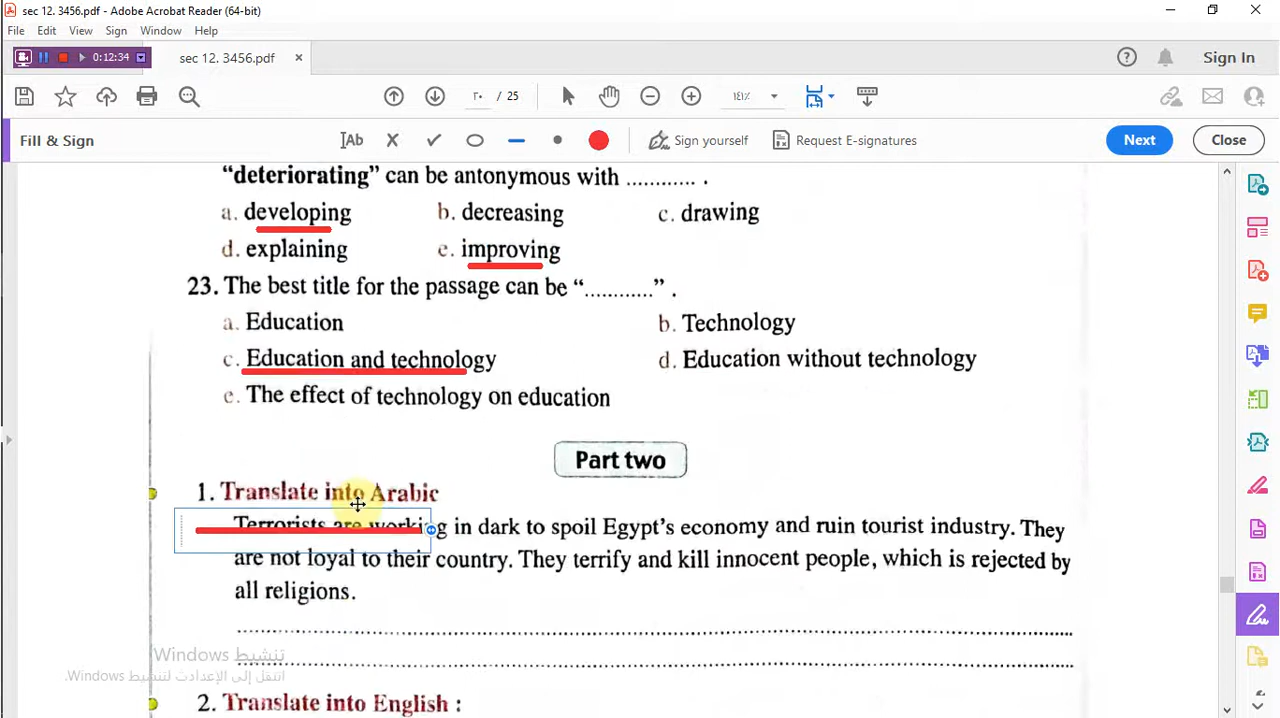 sec 12. 3456.pdf - Adobe Acrobat Reader (64-bit)
File Edit View Sign Window Help
0:12:34
sec 12. 3456.pdf
Sign In
٢٠ / 25
١٤١٪
Fill & Sign
Ab
Sign yourself
Request E-signatures
Next
Close
“deteriorating” can be antonymous with ............ .
a. developing b. decreasing c. drawing
d. explaining e. improving
23. The best title for the passage can be “............” .
a. Education b. Technology
c. Education and technology d. Education without technology
e. The effect of technology on education
Part two
1. Translate into Arabic
Terrorists are working in dark to spoil Egypt’s economy and ruin tourist industry. They
are not loyal to their country. They terrify and kill innocent people, which is rejected by
all religions.
تنشيط Windows
انتقل إلى الإعدادت لتنشيط Windows.
2. Translate into English :